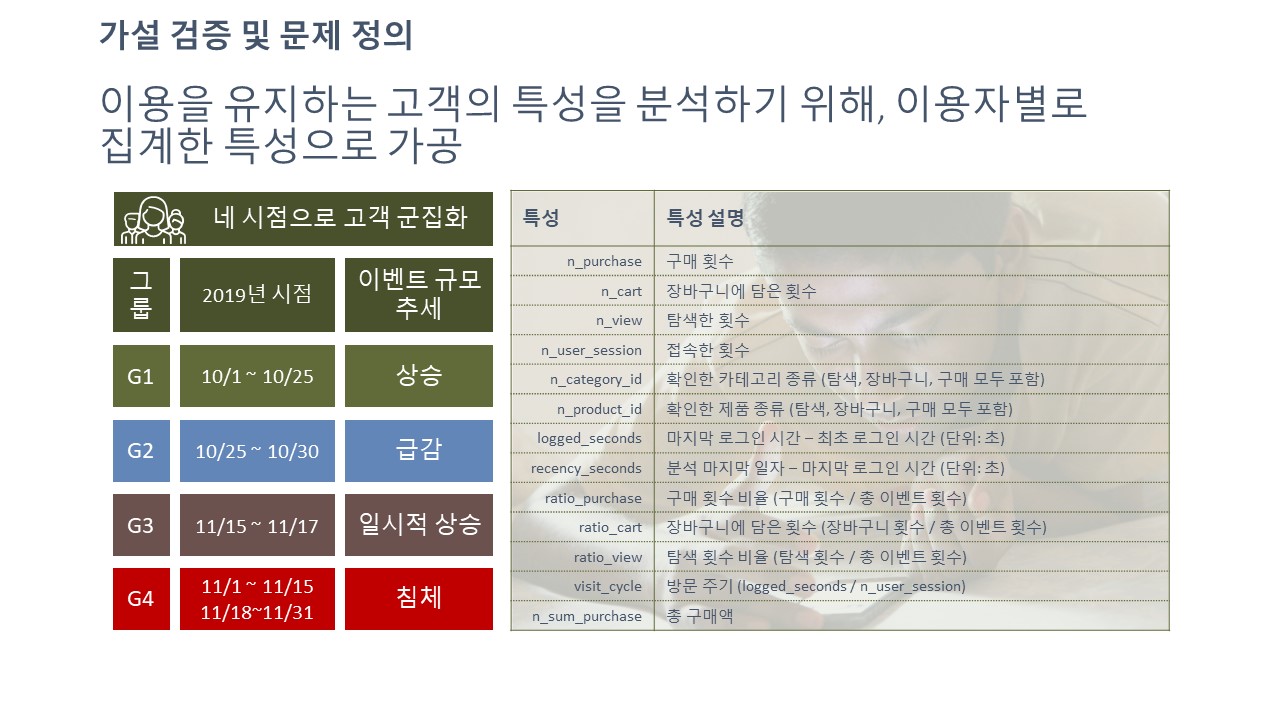 가설 검증 및 문제 정의
이용을 유지하는 고객의 특성을 분석하기 위해, 이용자별로
집계한 특성으로 가공
네 시점으로 고객 군집화
그
룹
2019년 시점
이벤트 규모
추세
G1
10/1 ~ 10/25
상승
G2
10/25 ~ 10/30
급감
G3
11/15 ~ 11/17
일시적 상승
G4
11/1 ~ 11/15
11/18~11/31
침체
특성
특성 설명
n_purchase
구매 횟수
n_cart
장바구니에 담은 횟수
n_view
탐색한 횟수
n_user_session
접속한 횟수
n_category_id
확인한 카테고리 종류 (탐색, 장바구니, 구매 모두 포함)
n_product_id
확인한 제품 종류 (탐색, 장바구니, 구매 모두 포함)
logged_seconds
마지막 로그인 시간 – 최초 로그인 시간 (단위: 초)
recency_seconds
분석 마지막 일자 – 마지막 로그인 시간 (단위: 초)
ratio_purchase
구매 횟수 비율 (구매 횟수 / 총 이벤트 횟수)
ratio_cart
장바구니에 담은 횟수 (장바구니 횟수 / 총 이벤트 횟수)
ratio_view
탐색 횟수 비율 (탐색 횟수 / 총 이벤트 횟수)
visit_cycle
방문 주기 (logged_seconds / n_user_session)
n_sum_purchase
총 구매액